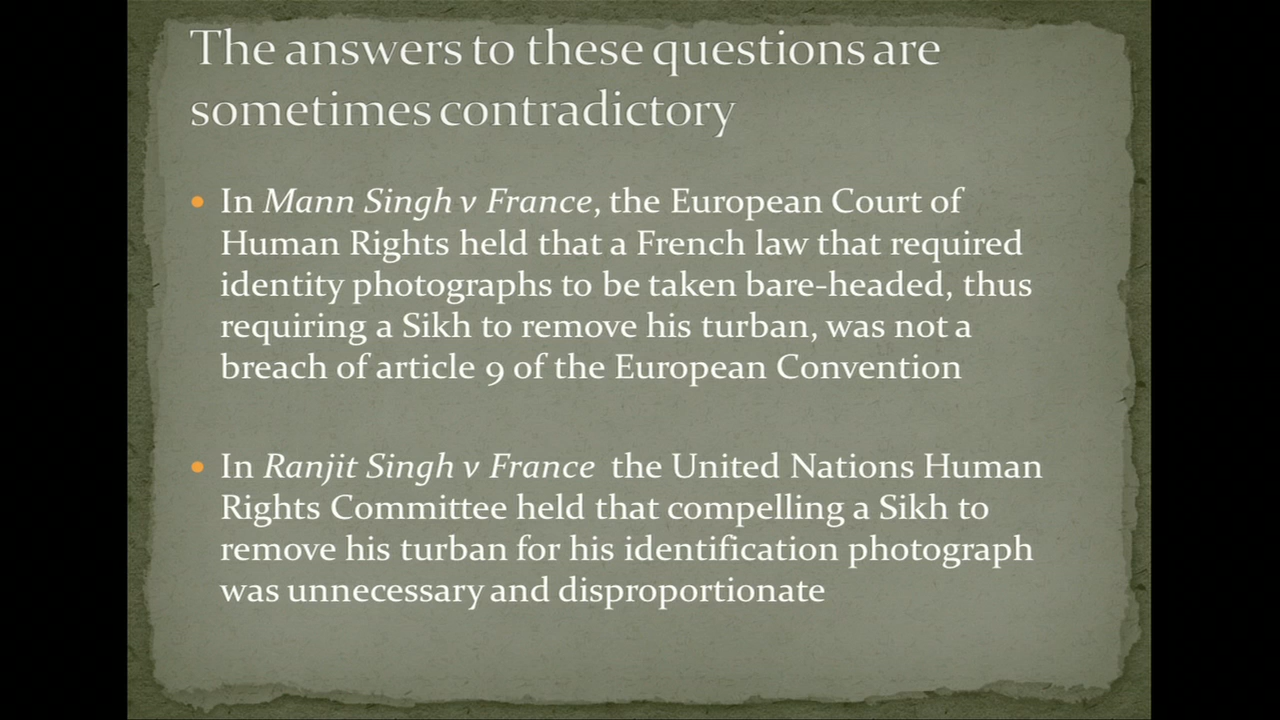 The answers to these questions are
sometimes contradictory
• In Mann Singh v France, the European Court of
Human Rights held that a French law that required
identity photographs to be taken bare-headed, thus
requiring a Sikh to remove his turban, was not a
breach of article 9 of the European Convention
• In Ranjit Singh v France the United Nations Human
Rights Committee held that compelling a Sikh to
remove his turban for his identification photograph
was unnecessary and disproportionate